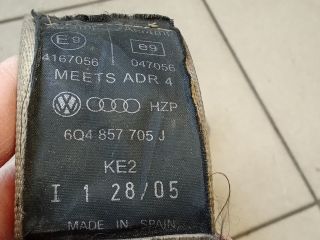 E9 e9
4167056 047056
MEETS ADR 4
HZP
6Q4 857 705 J
KE2
I 1 28/05
MADE IN SPAIN